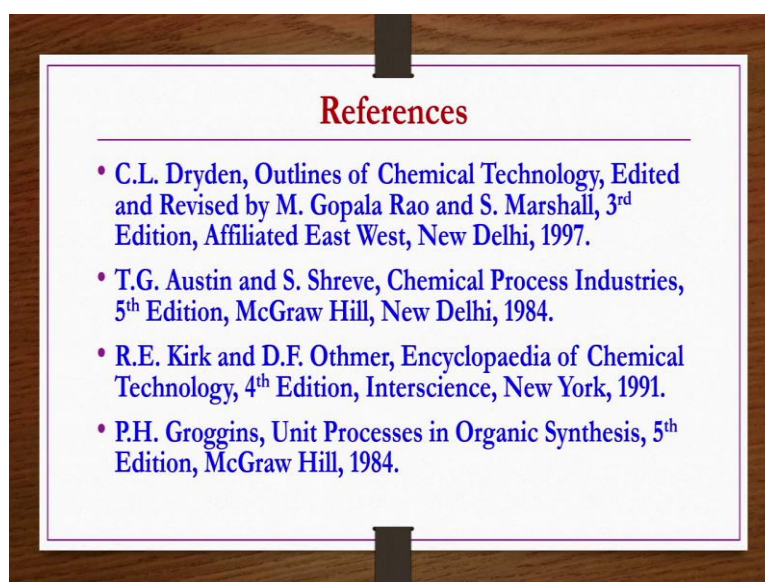 References
• C.L. Dryden, Outlines of Chemical Technology, Edited
and Revised by M. Gopala Rao and S. Marshall, 3rd
Edition, Affiliated East West, New Delhi, 1997.
• T.G. Austin and S. Shreve, Chemical Process Industries,
5th Edition, McGraw Hill, New Delhi, 1984.
• R.E. Kirk and D.F. Othmer, Encyclopaedia of Chemical
Technology, 4th Edition, Interscience, New York, 1991.
• P.H. Groggins, Unit Processes in Organic Synthesis, 5th
Edition, McGraw Hill, 1984.